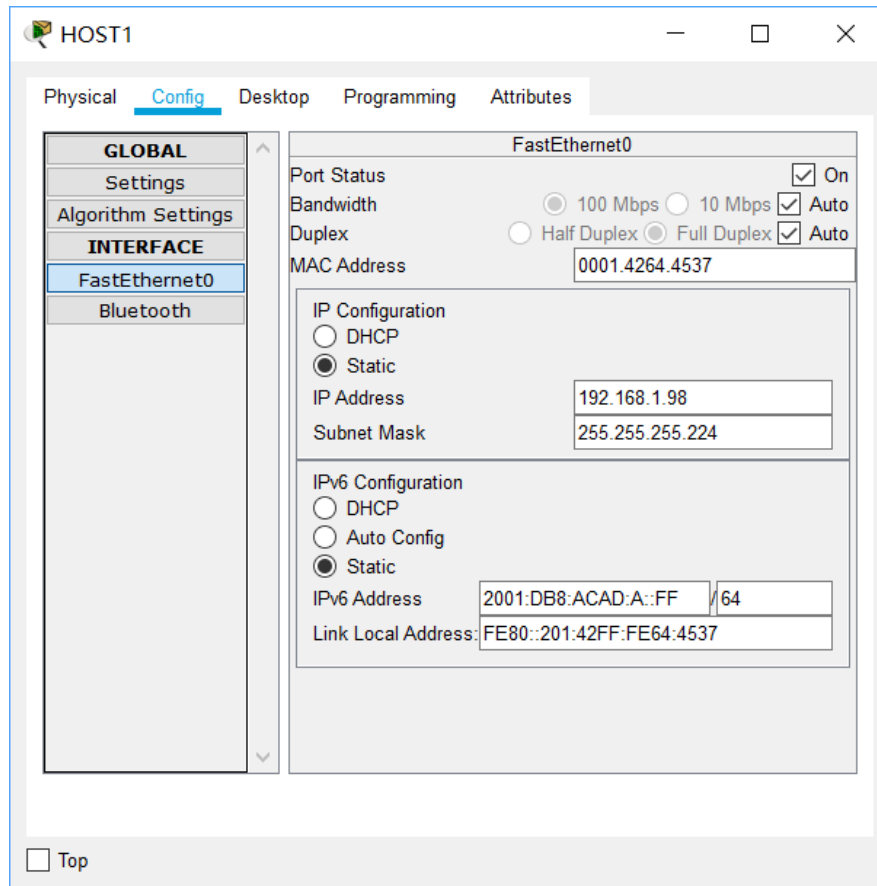 HOST1
Physical Config Desktop Programming Attributes
GLOBAL
Settings
Algorithm Settings
INTERFACE
FastEthernet0
Bluetooth
FastEthernet0
Port Status On
Bandwidth 100 Mbps 10 Mbps Auto
Duplex Half Duplex Full Duplex Auto
MAC Address 0001.4264.4537
IP Configuration
DHCP
Static
IP Address 192.168.1.98
Subnet Mask 255.255.255.224
IPv6 Configuration
DHCP
Auto Config
Static
IPv6 Address 2001:DB8:ACAD:A::FF / 64
Link Local Address: FE80::201:42FF:FE64:4537
Top